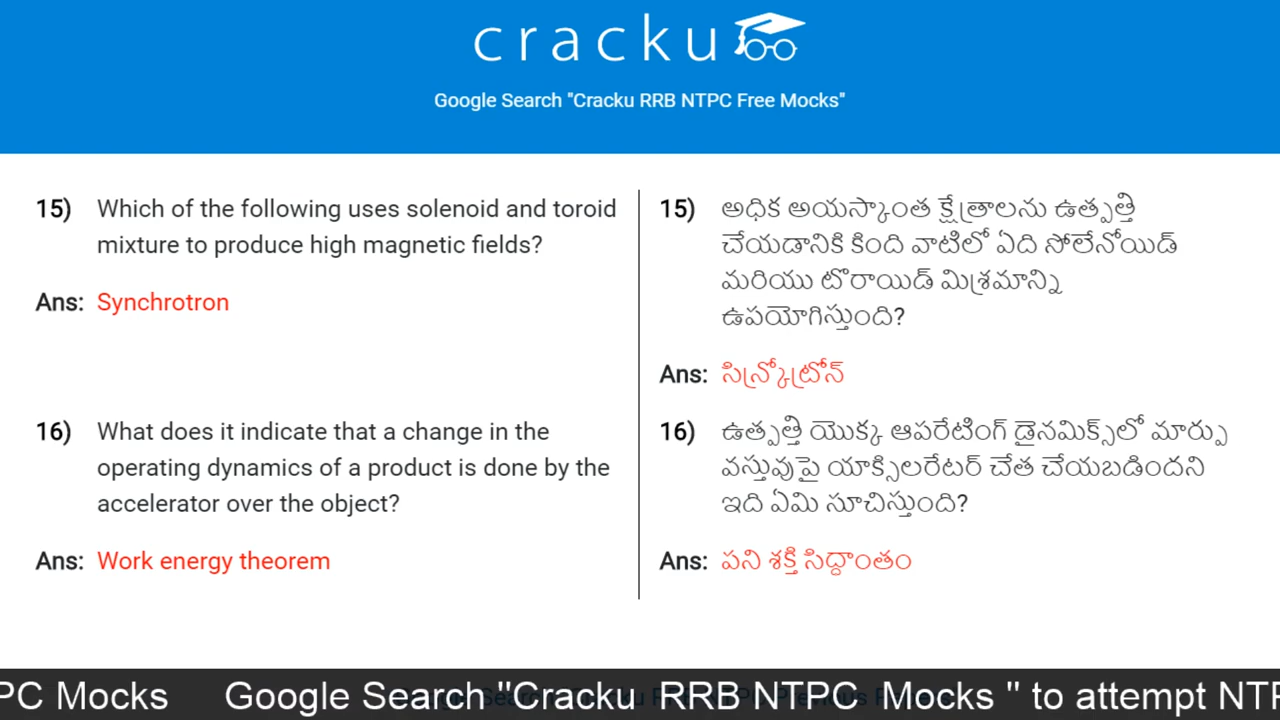 cracku
Google Search "Cracku RRB NTPC Free Mocks"
15) Which of the following uses solenoid and toroid
mixture to produce high magnetic fields?
Ans: Synchrotron
16) What does it indicate that a change in the
operating dynamics of a product is done by the
accelerator over the object?
Ans: Work energy theorem
15) అధిక అయస్కాంత క్షేత్రాలను ఉత్పత్తి
చేయడానికి కింది వాటిలో ఏది సోలేనోయిడ్
మరియు టొరాయిడ్ మిశ్రమాన్ని
ఉపయోగిస్తుంది?
Ans: సిన్క్రోట్రోన్
16) ఉత్పత్తి యొక్క ఆపరేటింగ్ డైనమిక్స్‌లో మార్పు
వస్తువుపై యాక్సిలరేటర్ చేత చేయబడిందని
ఇది ఏమి సూచిస్తుంది?
Ans: పని శక్తి సిద్ధాంతం
PC Mocks Google Search "Cracku RRB NTPC Mocks " to attempt NTP